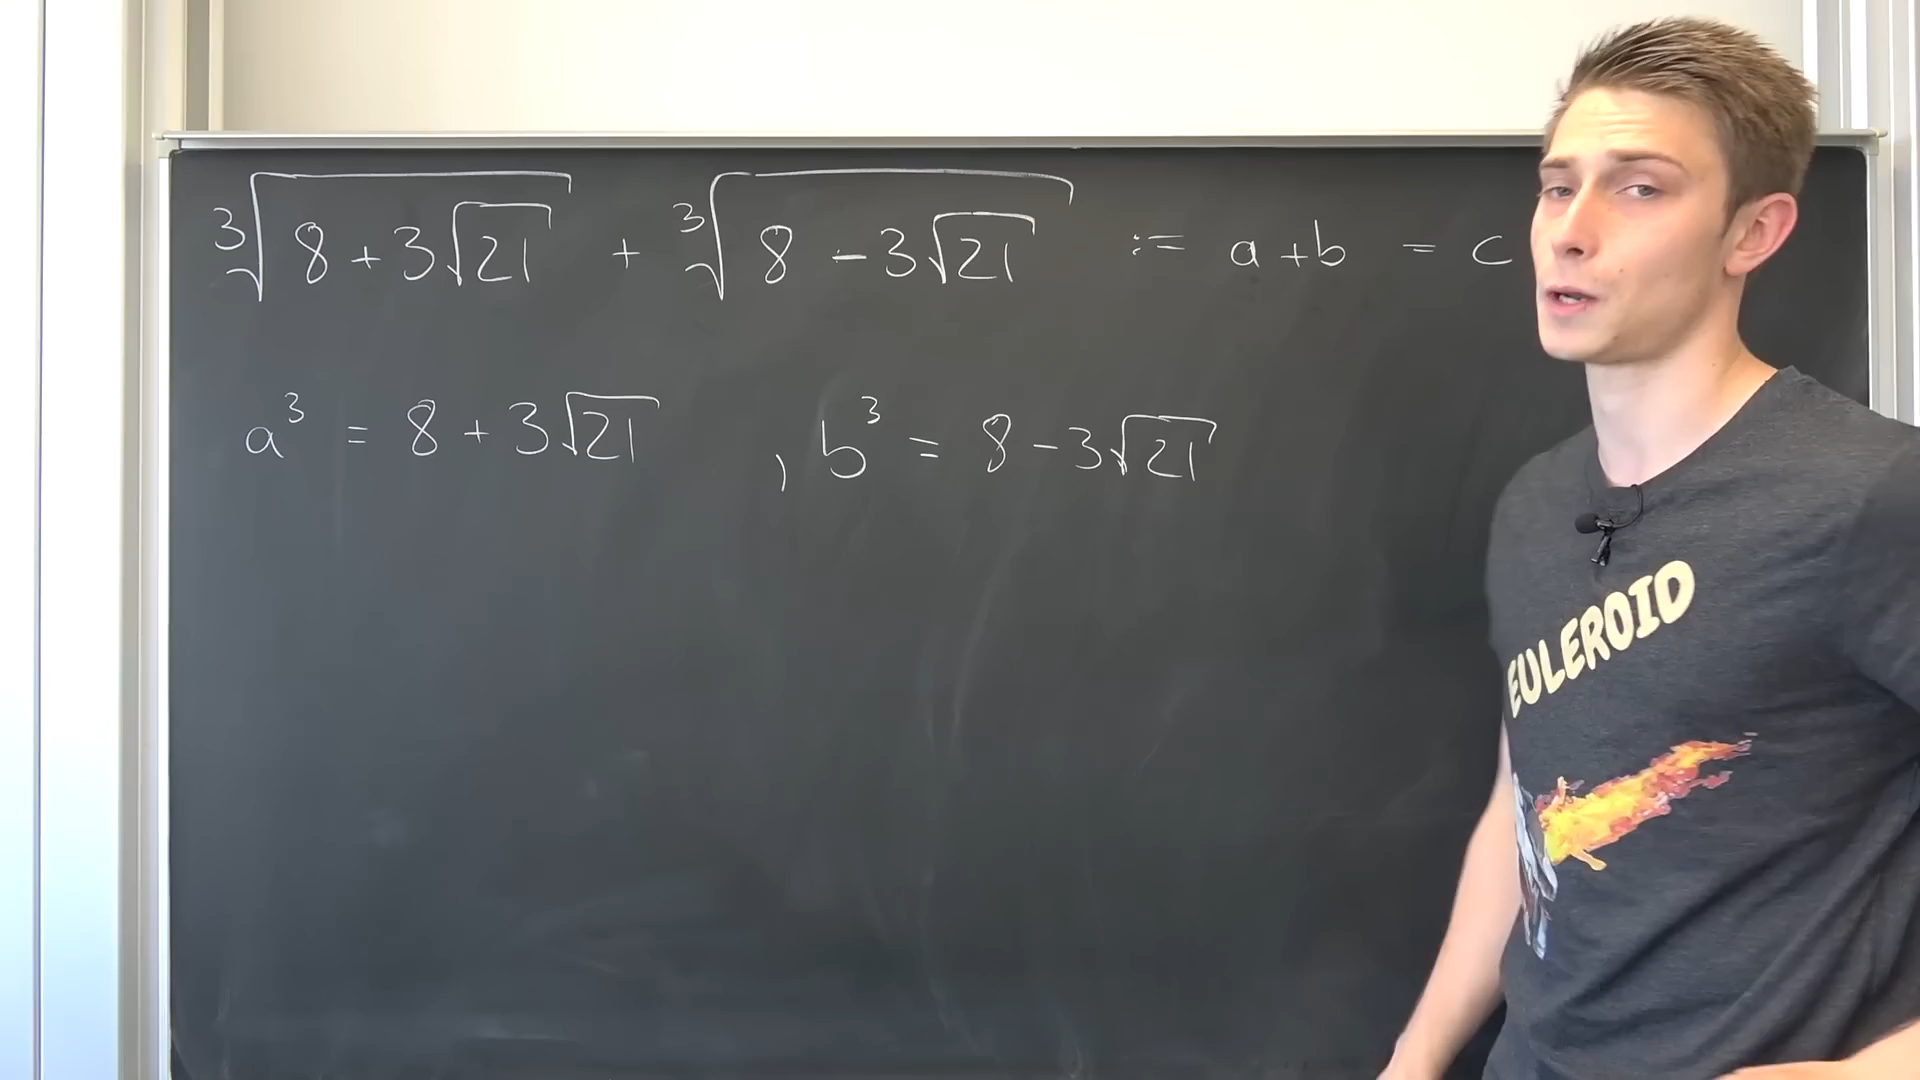 ∛(8 + 3√21) + ∛(8 − 3√21) := a + b = c
a³ = 8 + 3√21 , b³ = 8 − 3√21
EULEROID